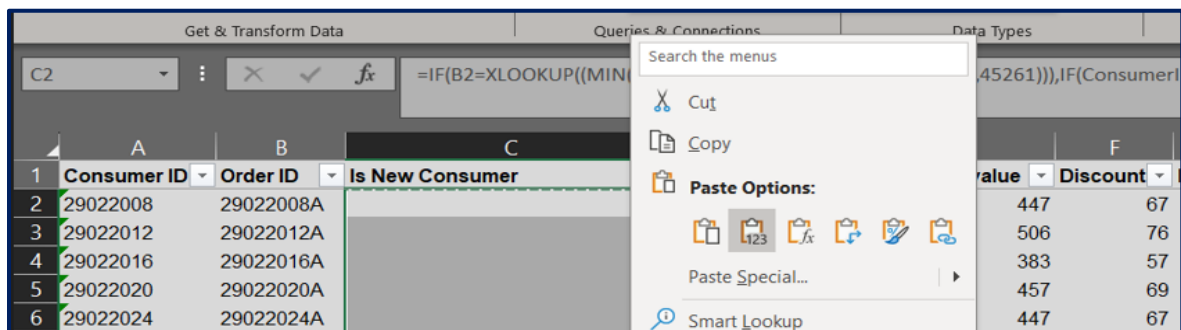 Get & Transform Data Queries & Connections Data Types
Search the menus
C2 fx =IF(B2=XLOOKUP((MIN( ,45261))),IF(ConsumerI
Cut
Copy
A B C F
1 Consumer ID Order ID Is New Consumer value Discount
Paste Options:
2 29022008 29022008A 447 67
3 29022012 29022012A 506 76
123 fx
4 29022016 29022016A 383 57
Paste Special...
5 29022020 29022020A 457 69
6 29022024 29022024A 447 67
Smart Lookup